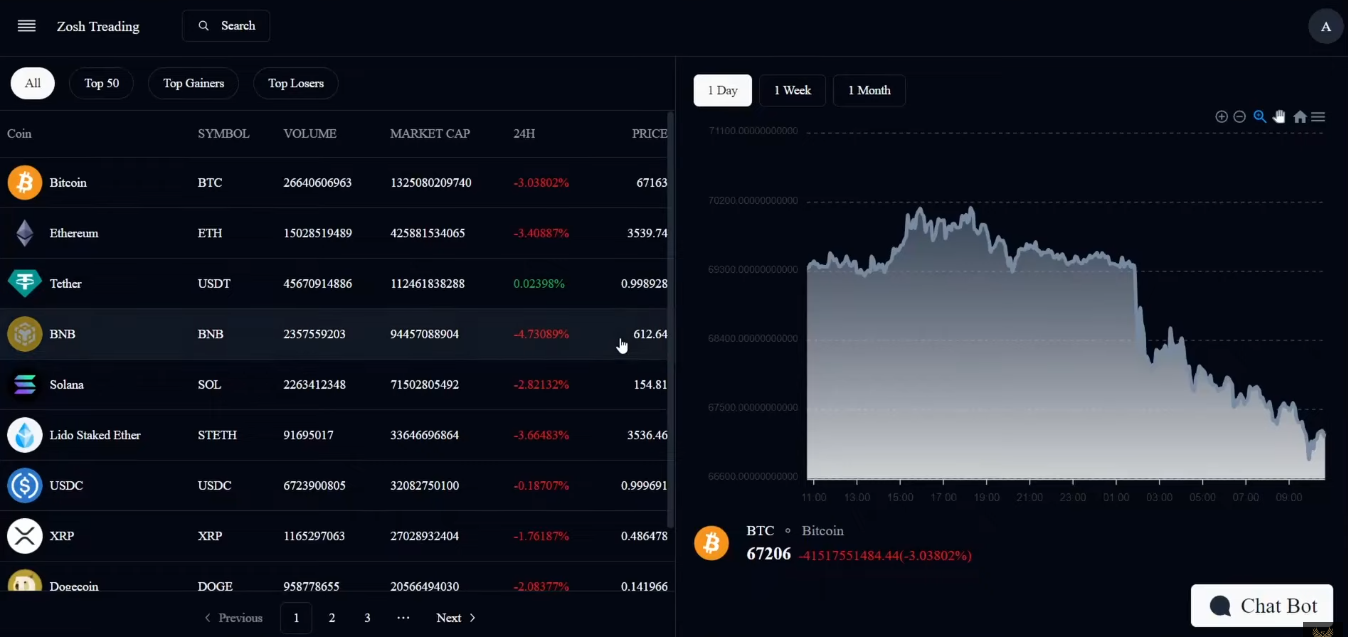 Zosh Treading
Search
A
All Top 50 Top Gainers Top Losers
Coin SYMBOL VOLUME MARKET CAP 24H PRICE
Bitcoin BTC 26640606963 1325080209740 -3.03802% 67163
Ethereum ETH 15028519489 425881534065 -3.40887% 3539.74
Tether USDT 45670914886 112461838288 0.02398% 0.998928
BNB BNB 2357559203 94457088904 -4.73089% 612.64
Solana SOL 2263412348 71502805492 -2.82132% 154.81
Lido Staked Ether STETH 91695017 33646696864 -3.66483% 3536.46
USDC USDC 6723900805 32082750100 -0.18707% 0.999691
XRP XRP 1165297063 27028932404 -1.76187% 0.486478
Dogecoin DOGE 958778655 20566494030 -2.08377% 0.141966
Previous 1 2 3 ··· Next
1 Day 1 Week 1 Month
71100.00000000000
70200.00000000000
69300.00000000000
68400.00000000000
67500.00000000000
66600.00000000000
11:00 13:00 15:00 17:00 19:00 21:00 23:00 01:00 03:00 05:00 07:00 09:00
BTC Bitcoin
67206 -41517551484.44(-3.03802%)
Chat Bot